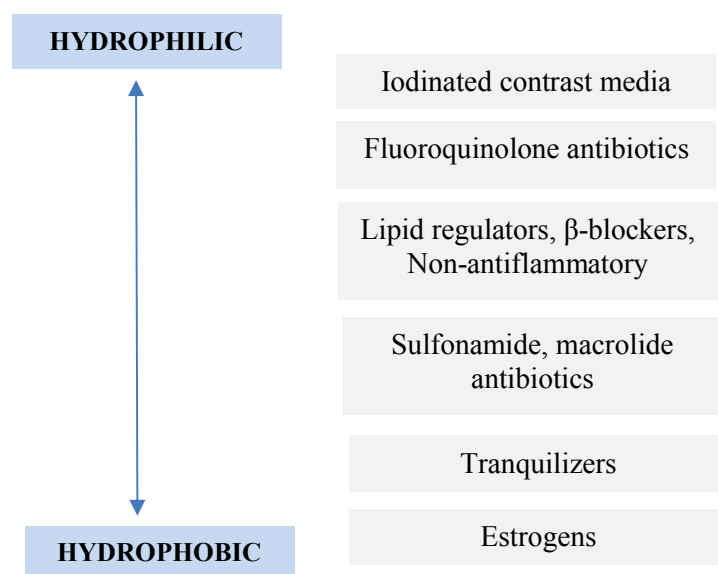 HYDROPHILIC
Iodinated contrast media
Fluoroquinolone antibiotics
Lipid regulators, β-blockers,
Non-antiflammatory
Sulfonamide, macrolide
antibiotics
Tranquilizers
Estrogens
HYDROPHOBIC